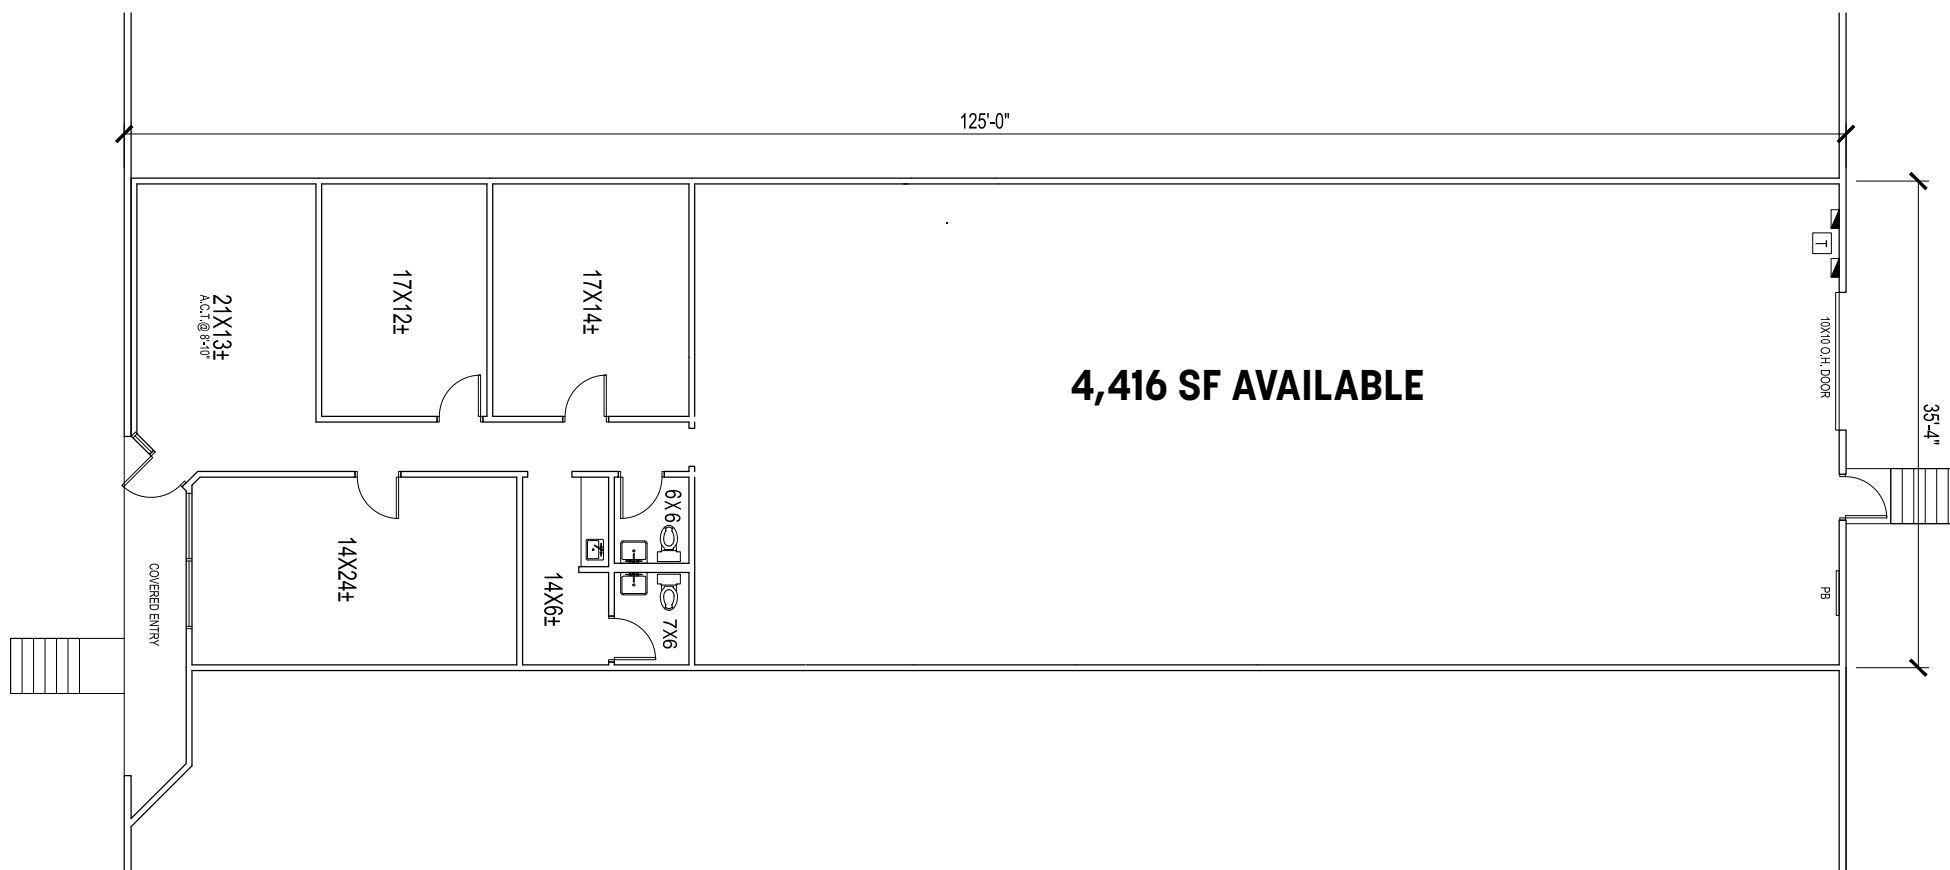 125'-0"
21X13±
A.C.T.@ 8'-10"
17X12±
17X14±
T
10X10 O.H. DOOR
4,416 SF AVAILABLE
35'-4"
6X6
14X24±
14X6±
7X6
COVERED ENTRY
PB